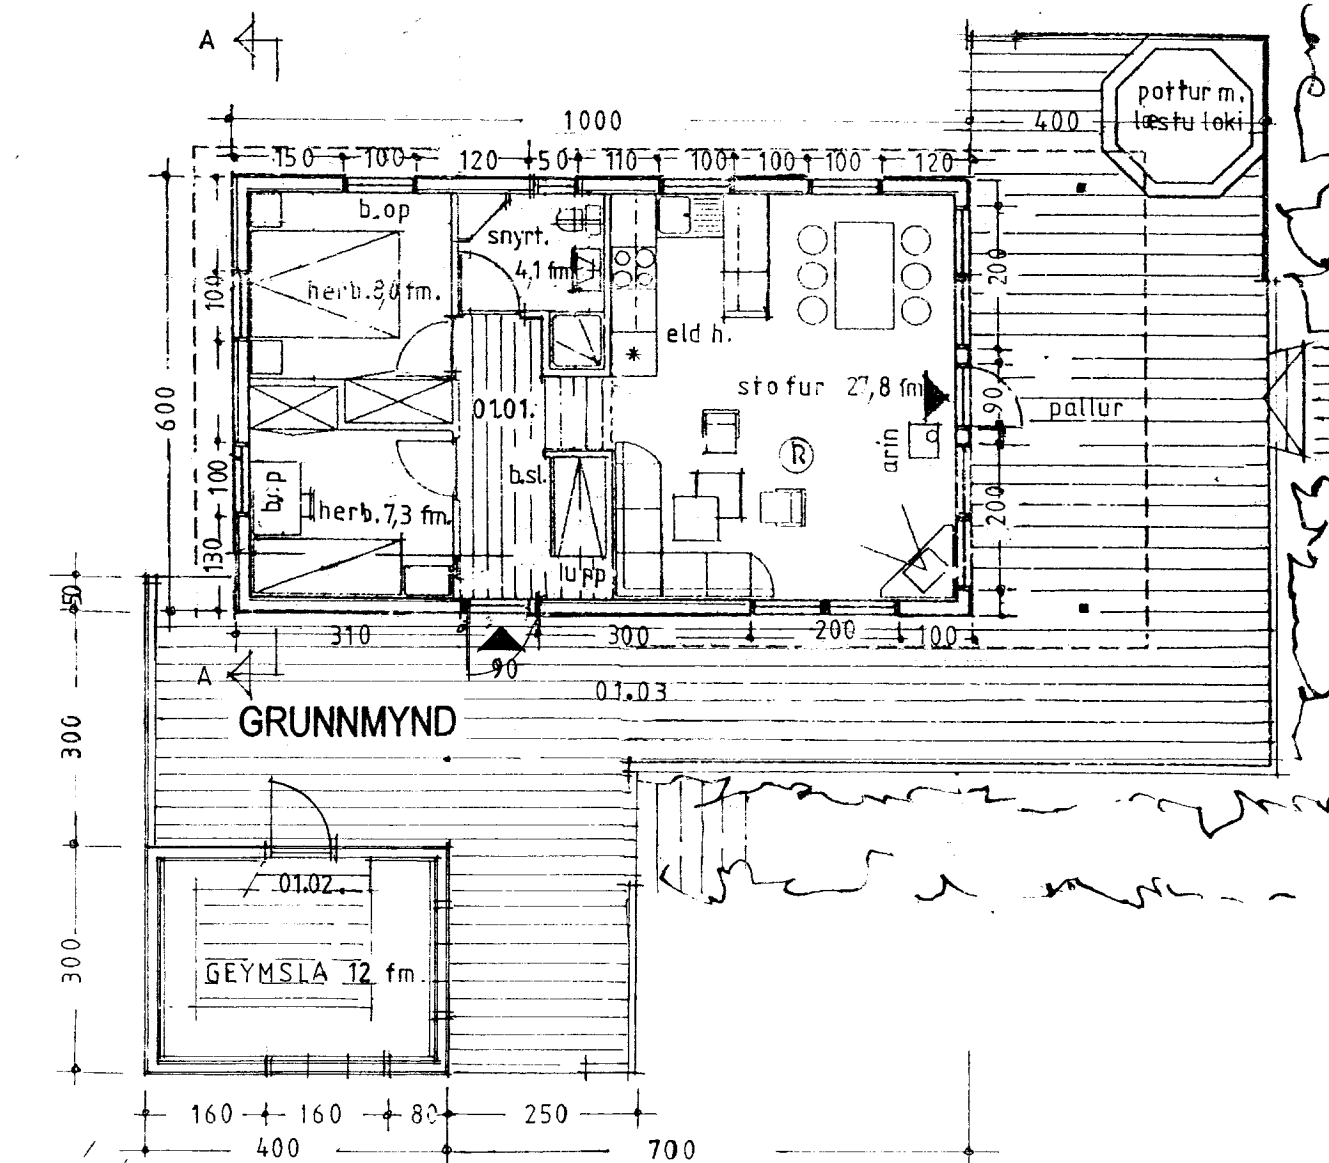 A
1000
400
pottur m.
læstu loki
150 100 120 50 110 100 100 100 120
b.op
snyrt.
4,1 fm
herb. 8,0 fm.
100
200
eld h.
stofur 27,8 fm
600
01.01.
90
pallur
arin
R
100
b.sl.
b.op
herb. 7,3 fm.
200
130
upp
50
310
300
200
100
90
A
01.03
GRUNNMYND
300
01.02.
GEYMSLA 12 fm.
300
160 160 80 250
400 700